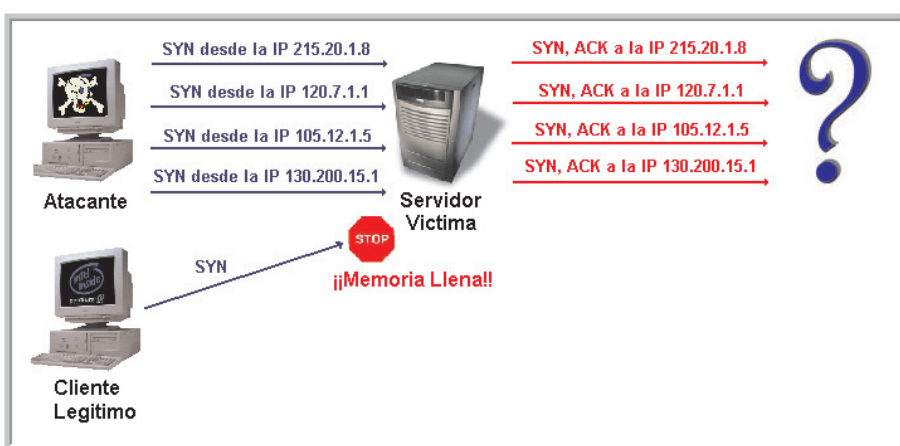 SYN desde la IP 215.20.1.8
SYN, ACK a la IP 215.20.1.8
SYN desde la IP 120.7.1.1
SYN, ACK a la IP 120.7.1.1
SYN desde la IP 105.12.1.5
SYN, ACK a la IP 105.12.1.5
SYN desde la IP 130.200.15.1
SYN, ACK a la IP 130.200.15.1
?
Atacante
Servidor
Victima
STOP
SYN
¡¡Memoria Llena!!
Cliente
Legitimo